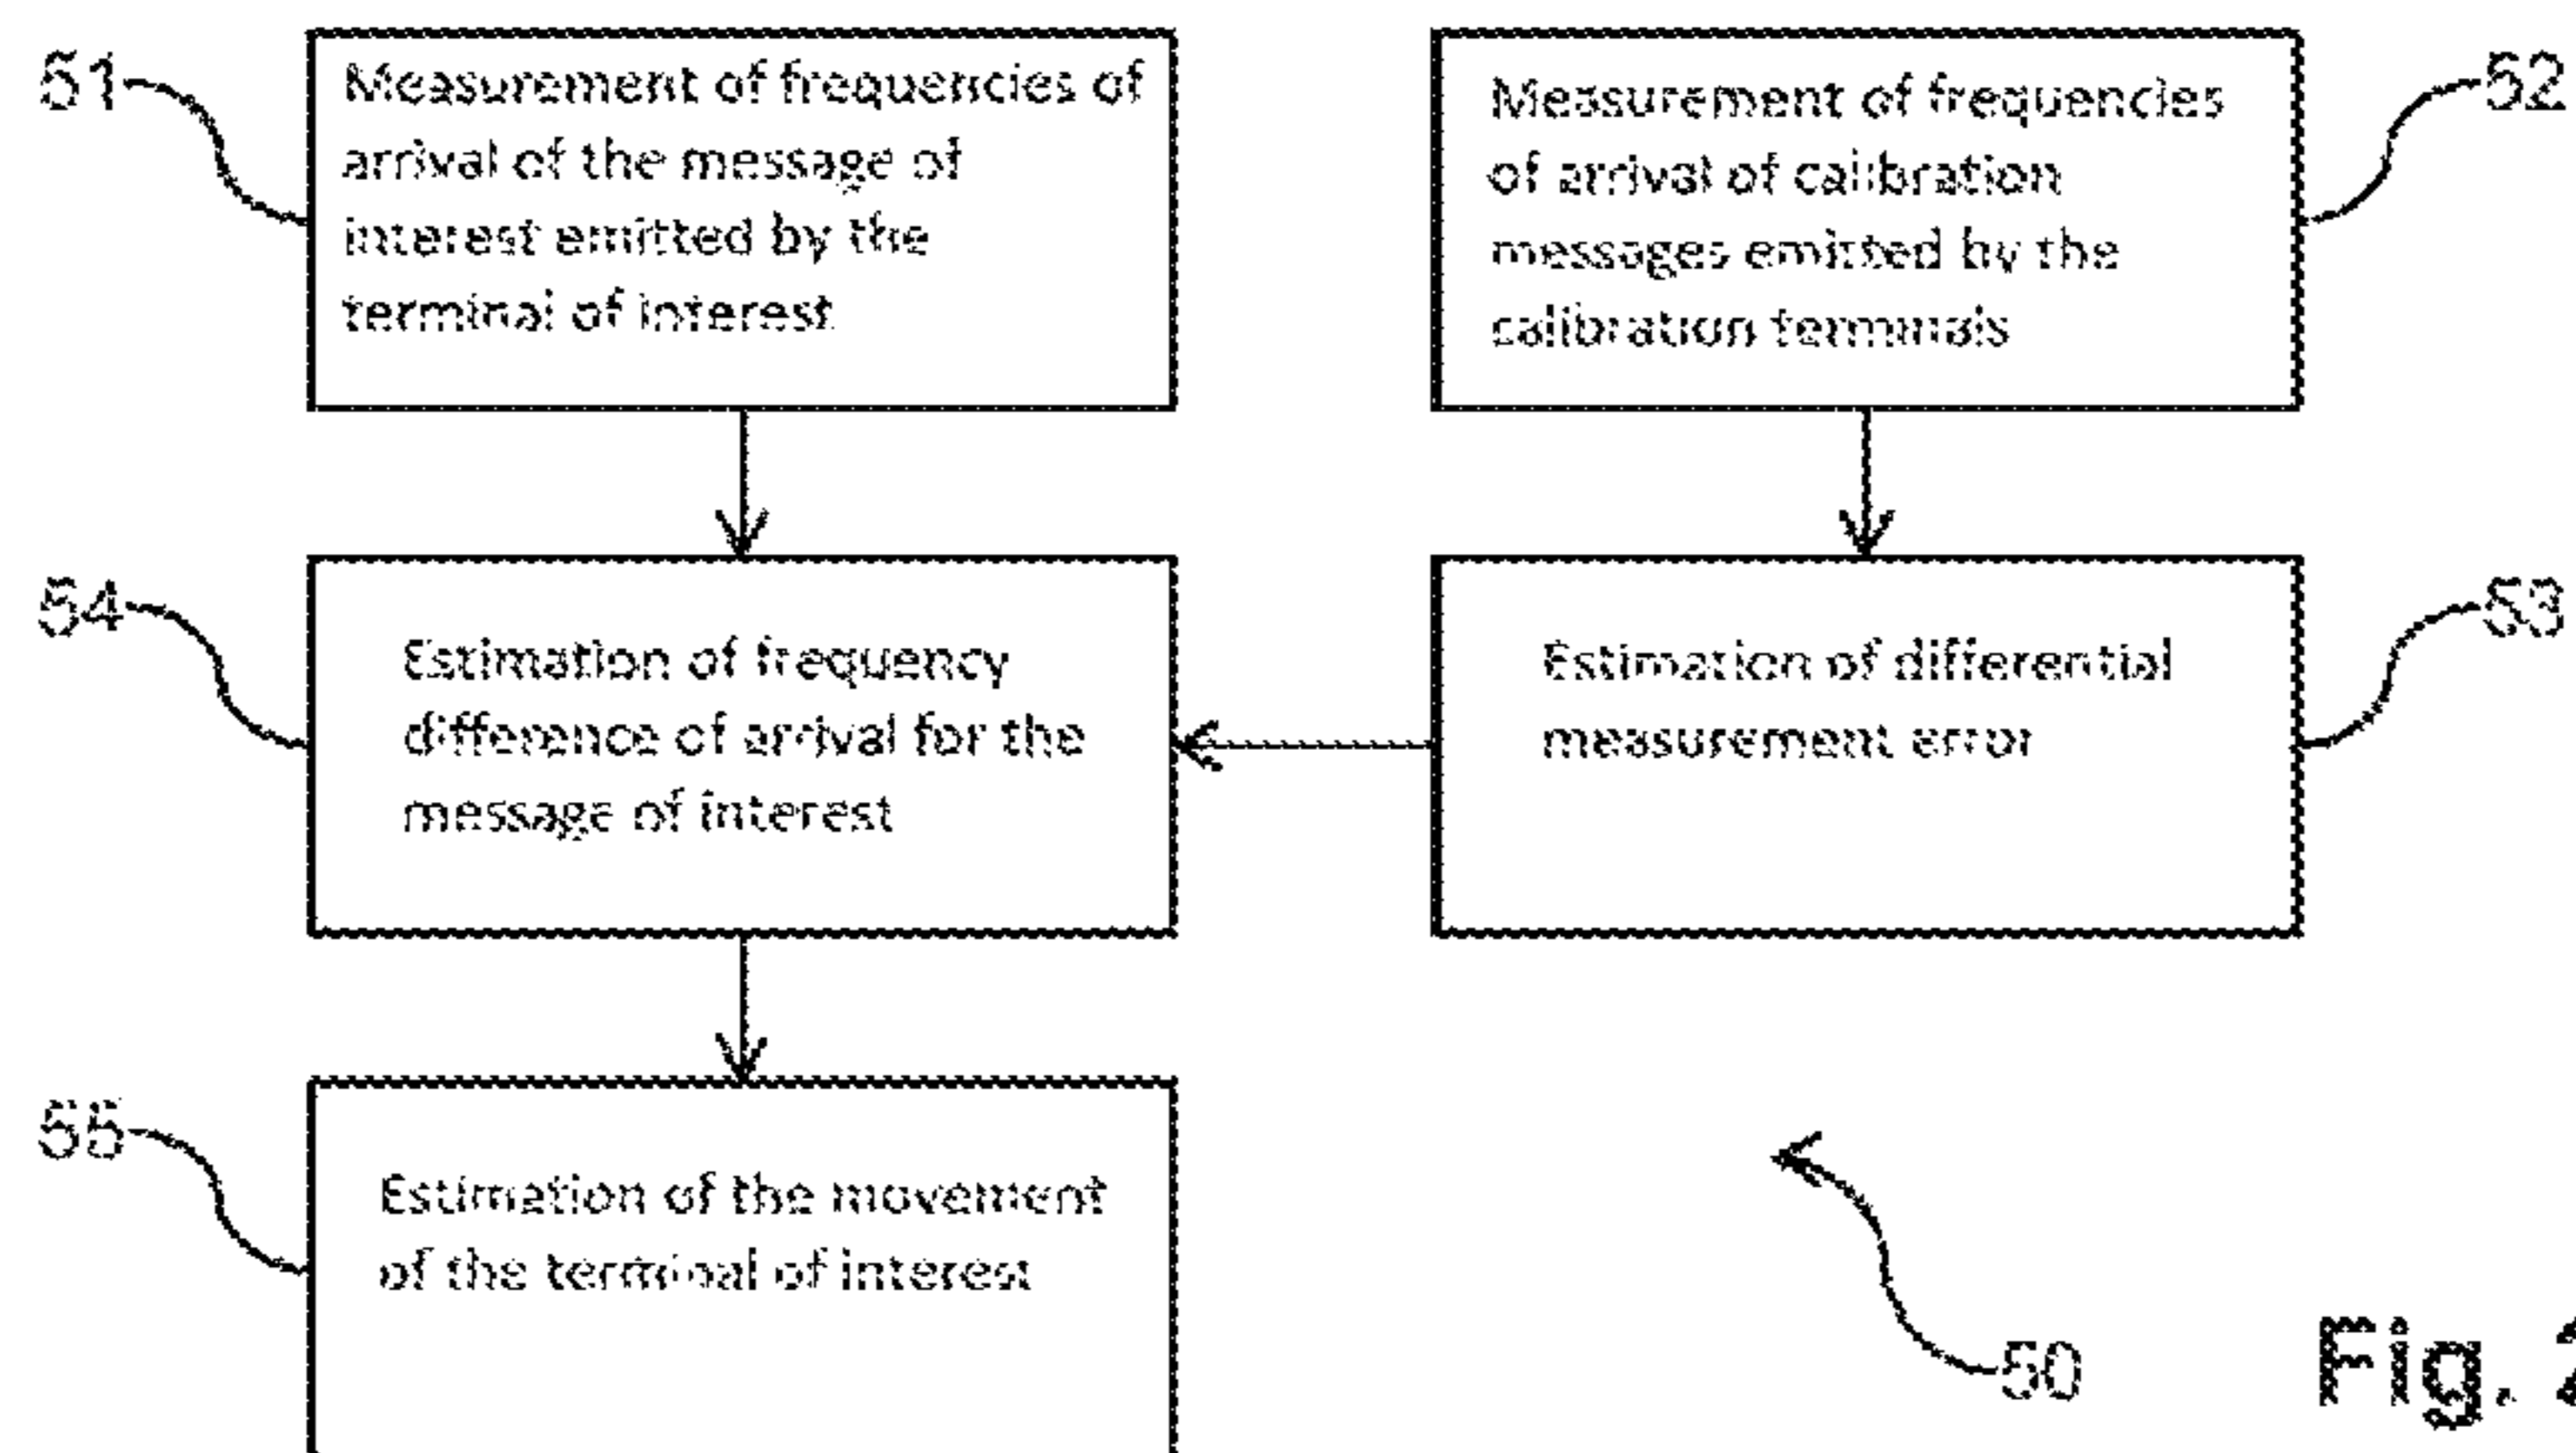 51
Measurement of frequencies of
arrival of the message of
interest emitted by the
terminal of interest
52
Measurement of frequencies
of arrival of calibration
messages emitted by the
calibration terminals
54
Estimation of frequency
difference of arrival for the
message of interest
53
Estimation of differential
measurement error
55
Estimation of the movement
of the terminal of interest
50
Fig. 2